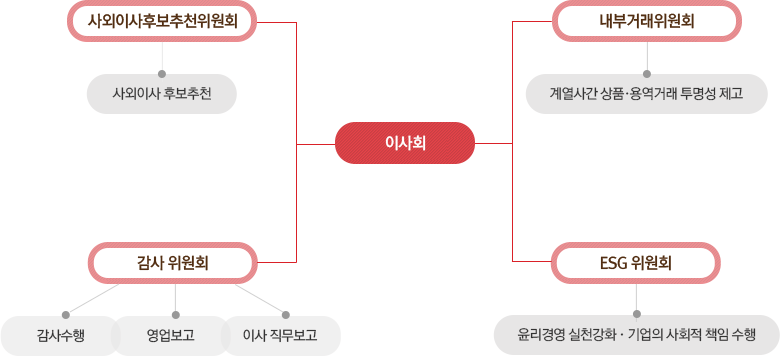 사외이사후보추천위원회
내부거래위원회
사외이사 후보추천
계열사간 상품·용역거래 투명성 제고
이사회
감사 위원회
ESG 위원회
감사수행
영업보고
이사 직무보고
윤리경영 실천강화 · 기업의 사회적 책임 수행